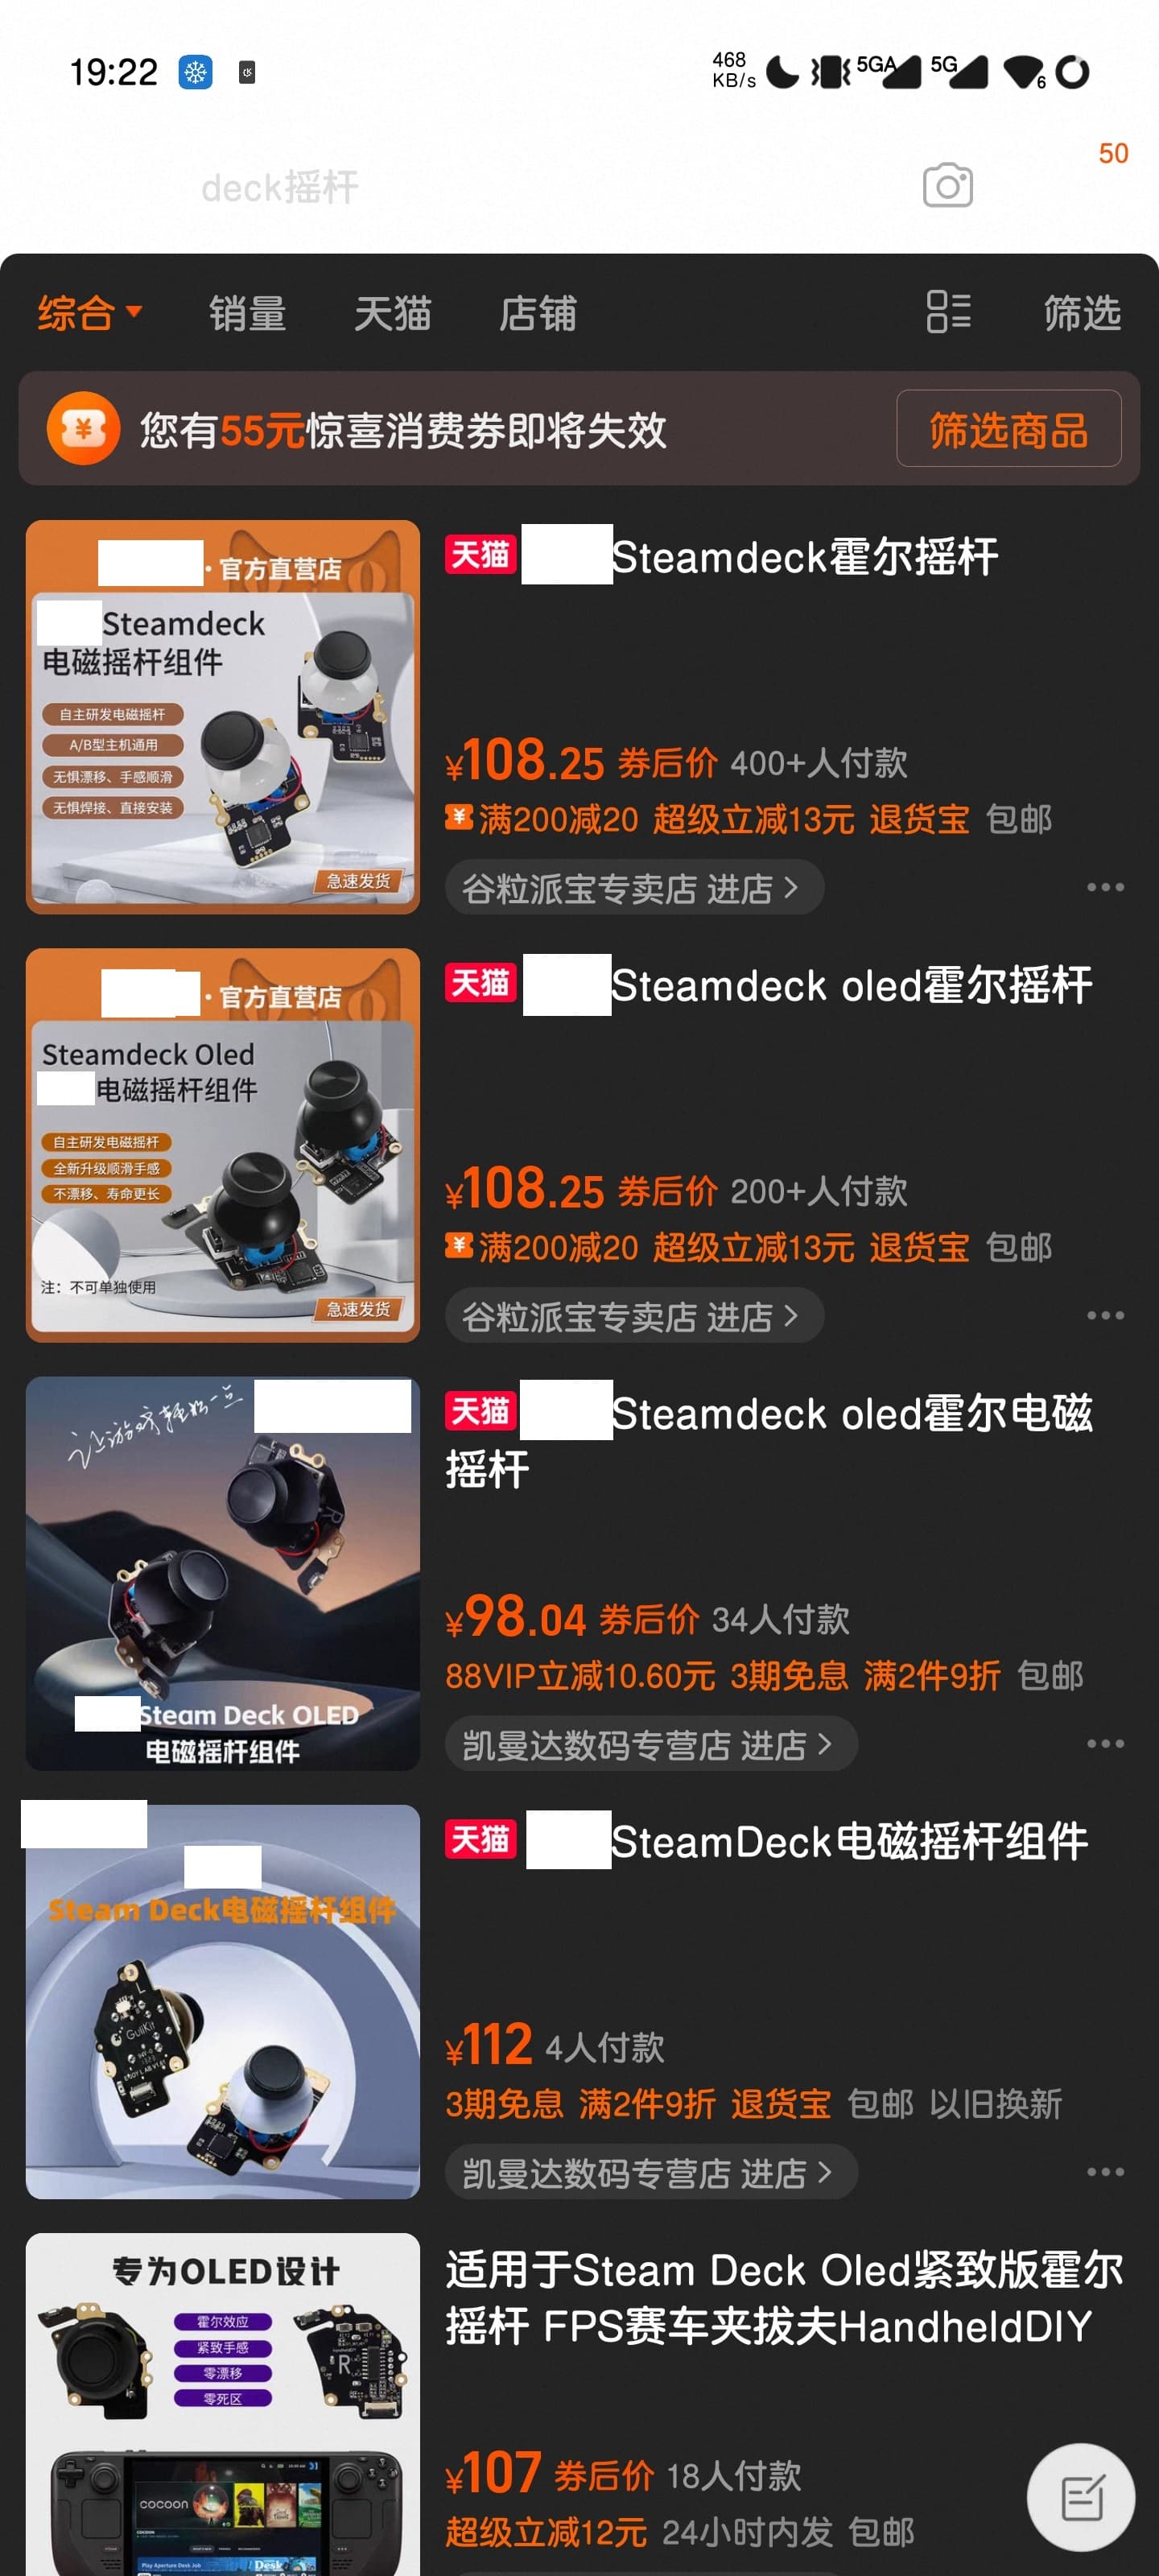 19:22
468
KB/s
5GA
5G
6
50
deck摇杆
综合
销量
天猫
店铺
筛选
您有55元惊喜消费券即将失效
筛选商品
·官方直营店
Steamdeck
电磁摇杆组件
自主研发电磁摇杆
A/B型主机通用
无惧漂移、手感顺滑
无惧焊接、直接安装
急速发货
天猫 Steamdeck霍尔摇杆
¥108.25 券后价 400+人付款
满200减20 超级立减13元 退货宝 包邮
谷粒派宝专卖店 进店
·官方直营店
Steamdeck Oled
电磁摇杆组件
自主研发电磁摇杆
全新升级顺滑手感
不漂移、寿命更长
注：不可单独使用
急速发货
天猫 Steamdeck oled霍尔摇杆
¥108.25 券后价 200+人付款
满200减20 超级立减13元 退货宝 包邮
谷粒派宝专卖店 进店
让游戏轻松一点
Steam Deck OLED
电磁摇杆组件
天猫 Steamdeck oled霍尔电磁
摇杆
¥98.04 券后价 34人付款
88VIP立减10.60元 3期免息 满2件9折 包邮
凯曼达数码专营店 进店
Steam Deck电磁摇杆组件
GuliKit
天猫 SteamDeck电磁摇杆组件
¥112 4人付款
3期免息 满2件9折 退货宝 包邮 以旧换新
凯曼达数码专营店 进店
专为OLED设计
霍尔效应
紧致手感
零漂移
零死区
R
COCOON
Play Aperture Desk Job
适用于Steam Deck Oled紧致版霍尔
摇杆 FPS赛车夹拔夫HandheldDIY
¥107 券后价 18人付款
超级立减12元 24小时内发 包邮